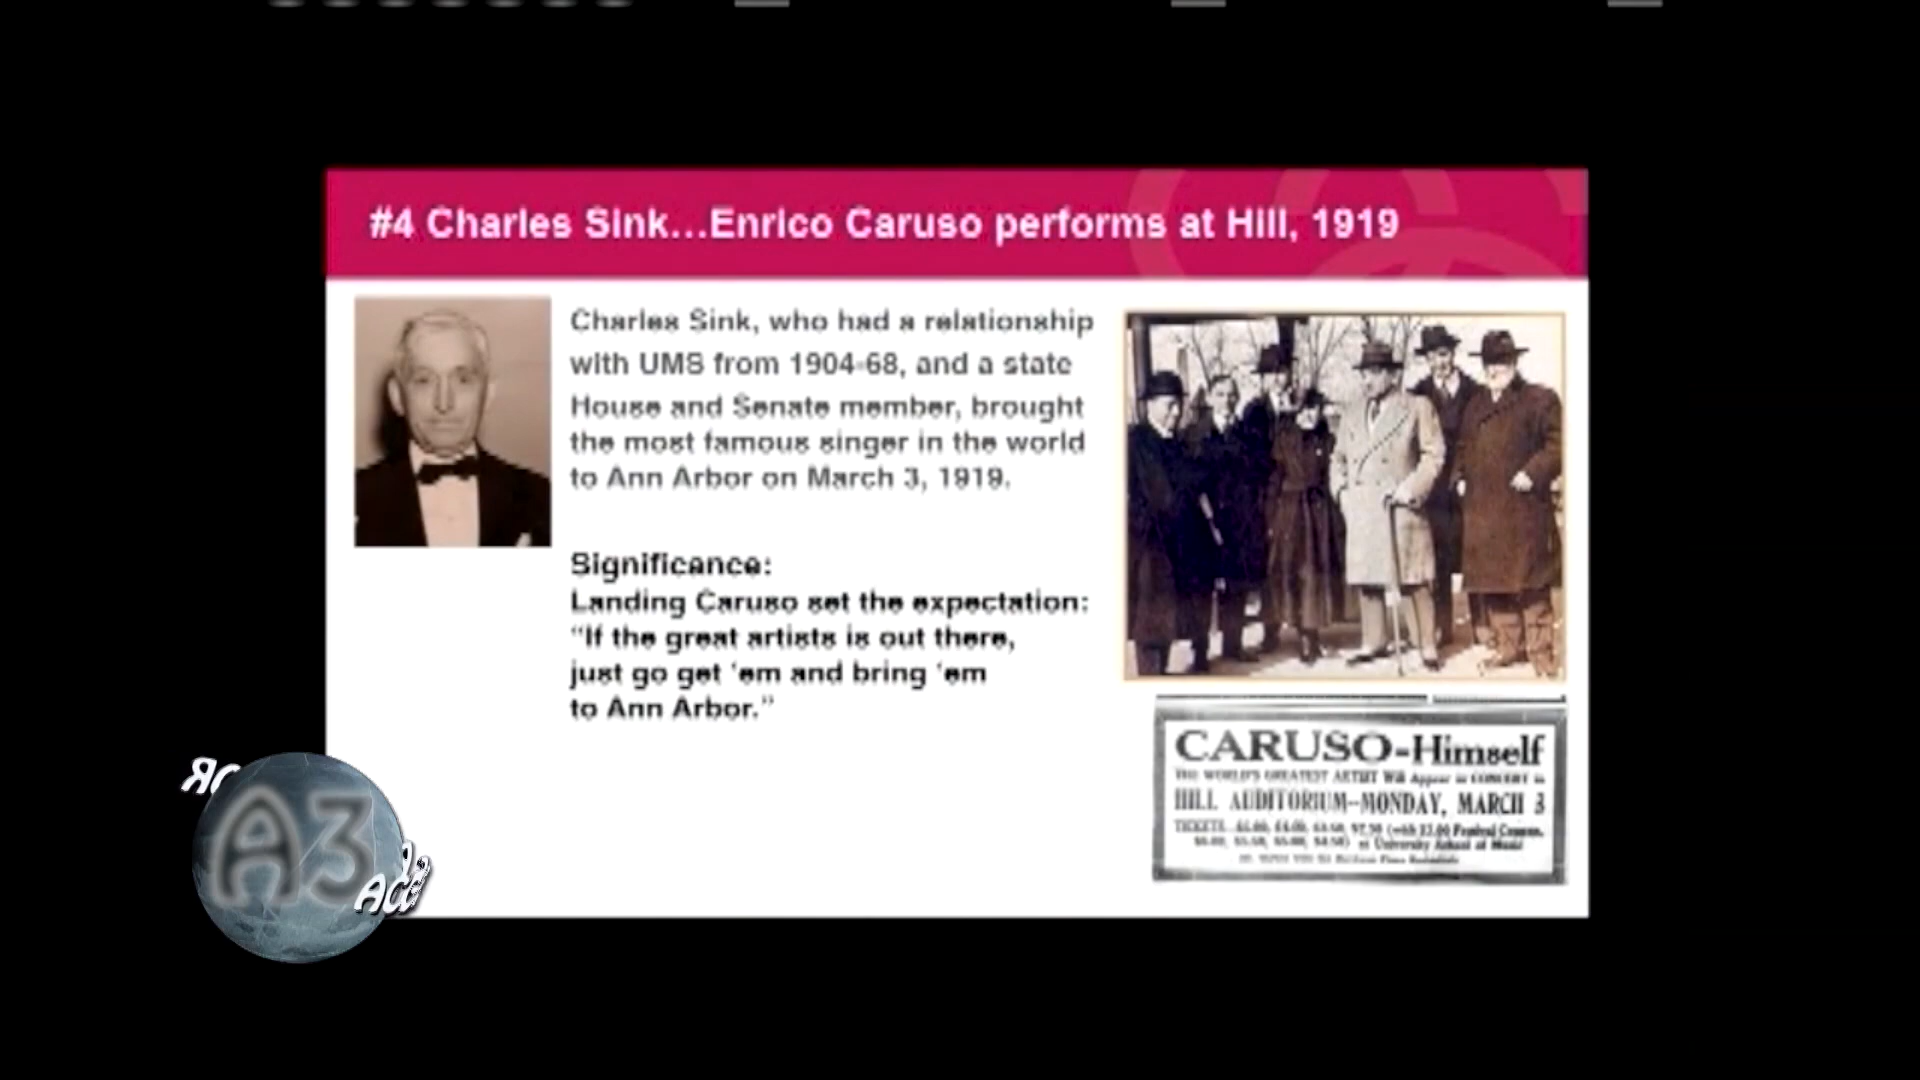 #4 Charles Sink...Enrico Caruso performs at Hill, 1919
Charles Sink, who had a relationship
with UMS from 1904-68, and a state
House and Senate member, brought
the most famous singer in the world
to Ann Arbor on March 3, 1919.
Significance:
Landing Caruso set the expectation:
“If the great artists is out there,
just go get ‘em and bring ‘em
to Ann Arbor.”
CARUSO-Himself
THE WORLD'S GREATEST ARTIST Will Appear in CONCERT in
HILL AUDITORIUM--MONDAY, MARCH 3
A3